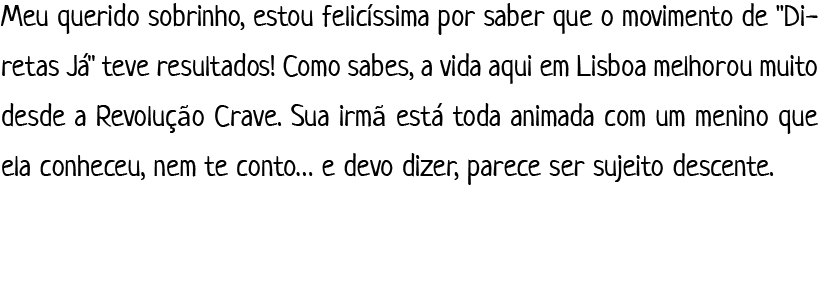 Meu querido sobrinho, estou felicíssima por saber que o movimento de "Di-
retas Já" teve resultados! Como sabes, a vida aqui em Lisboa melhorou muito
desde a Revolução Crave. Sua irmã está toda animada com um menino que
ela conheceu, nem te conto... e devo dizer, parece ser sujeito descente.